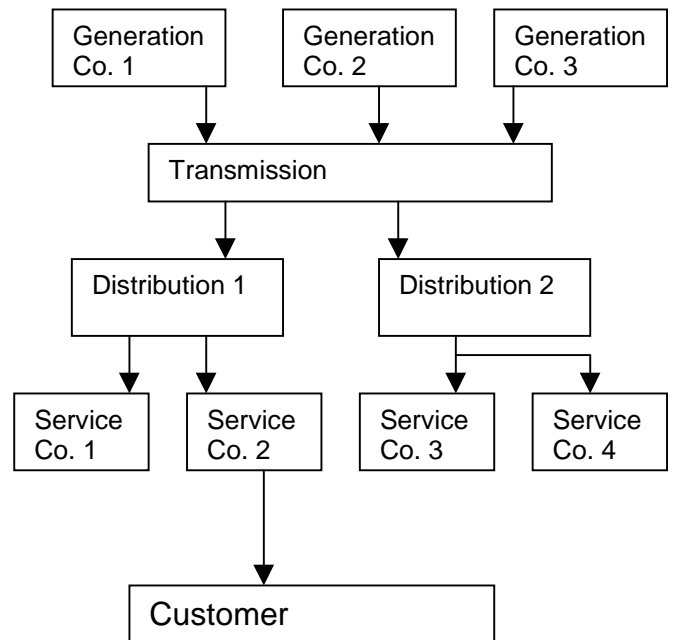 Generation
Co. 1
Generation
Co. 2
Generation
Co. 3
Transmission
Distribution 1
Distribution 2
Service
Co. 1
Service
Co. 2
Service
Co. 3
Service
Co. 4
Customer